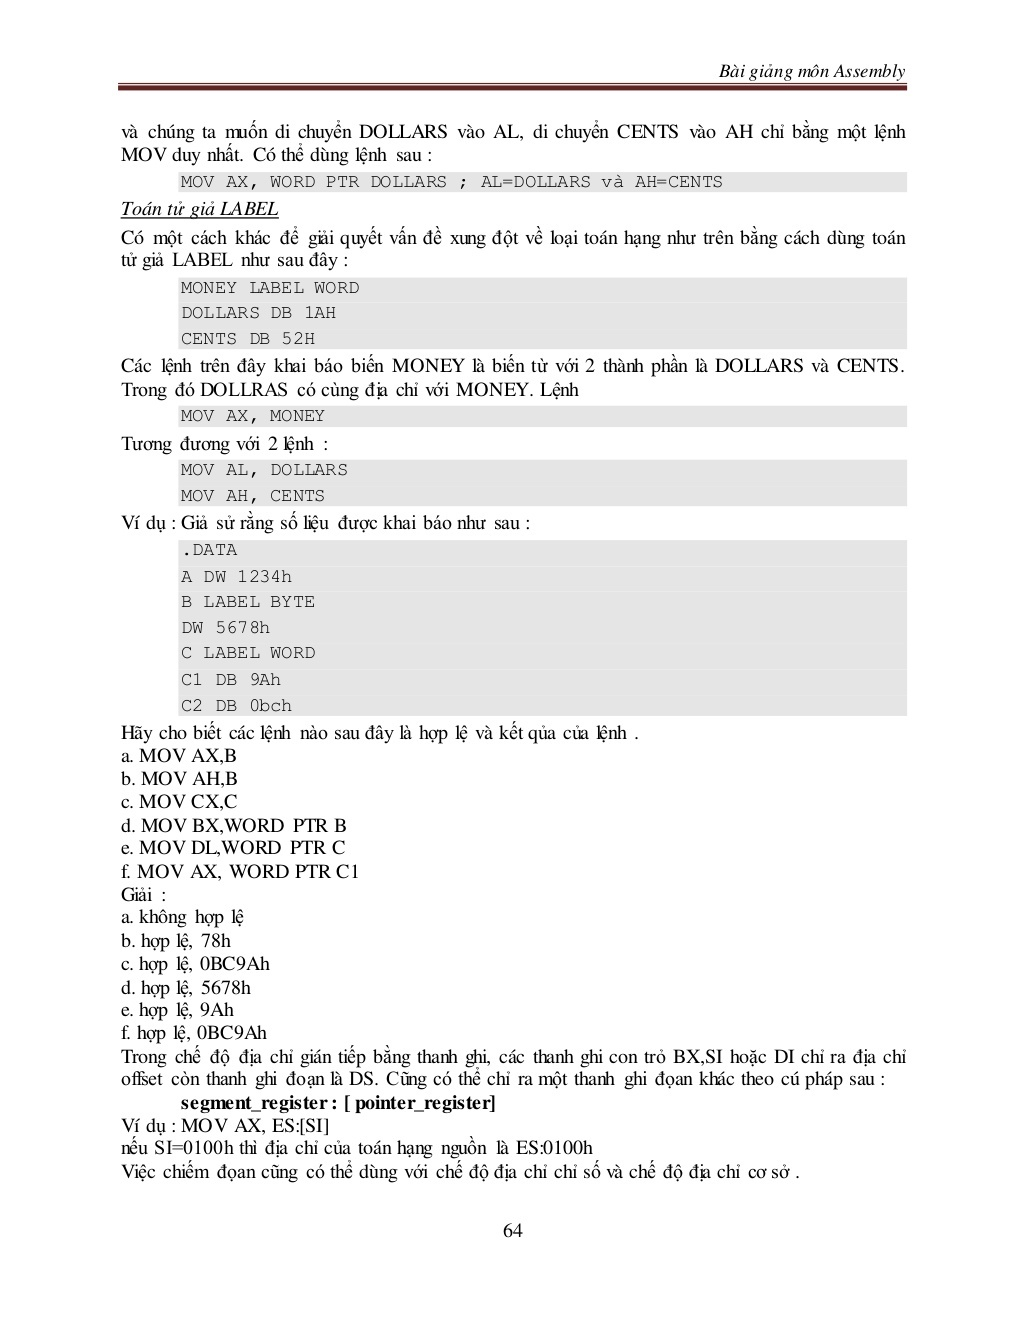 Bài giảng môn Assembly
và chúng ta muốn di chuyển DOLLARS vào AL, di chuyển CENTS vào AH chỉ bằng một lệnh
MOV duy nhất. Có thể dùng lệnh sau :
MOV AX, WORD PTR DOLLARS ; AL=DOLLARS và AH=CENTS
Toán tử giả LABEL
Có một cách khác để giải quyết vấn đề xung đột về loại toán hạng như trên bằng cách dùng toán
tử giả LABEL như sau đây :
MONEY LABEL WORD
DOLLARS DB 1AH
CENTS DB 52H
Các lệnh trên đây khai báo biến MONEY là biến từ với 2 thành phần là DOLLARS và CENTS.
Trong đó DOLLRAS có cùng địa chỉ với MONEY. Lệnh
MOV AX, MONEY
Tương đương với 2 lệnh :
MOV AL, DOLLARS
MOV AH, CENTS
Ví dụ : Giả sử rằng số liệu được khai báo như sau :
.DATA
A DW 1234h
B LABEL BYTE
DW 5678h
C LABEL WORD
C1 DB 9Ah
C2 DB 0bch
Hãy cho biết các lệnh nào sau đây là hợp lệ và kết qủa của lệnh .
a. MOV AX,B
b. MOV AH,B
c. MOV CX,C
d. MOV BX,WORD PTR B
e. MOV DL,WORD PTR C
f. MOV AX, WORD PTR C1
Giải :
a. không hợp lệ
b. hợp lệ, 78h
c. hợp lệ, 0BC9Ah
d. hợp lệ, 5678h
e. hợp lệ, 9Ah
f. hợp lệ, 0BC9Ah
Trong chế độ địa chỉ gián tiếp bằng thanh ghi, các thanh ghi con trỏ BX,SI hoặc DI chỉ ra địa chỉ
offset còn thanh ghi đoạn là DS. Cũng có thể chỉ ra một thanh ghi đọan khác theo cú pháp sau :
segment_register : [ pointer_register]
Ví dụ : MOV AX, ES:[SI]
nếu SI=0100h thì địa chỉ của toán hạng nguồn là ES:0100h
Việc chiếm đọan cũng có thể dùng với chế độ địa chỉ chỉ số và chế độ địa chỉ cơ sở .
64